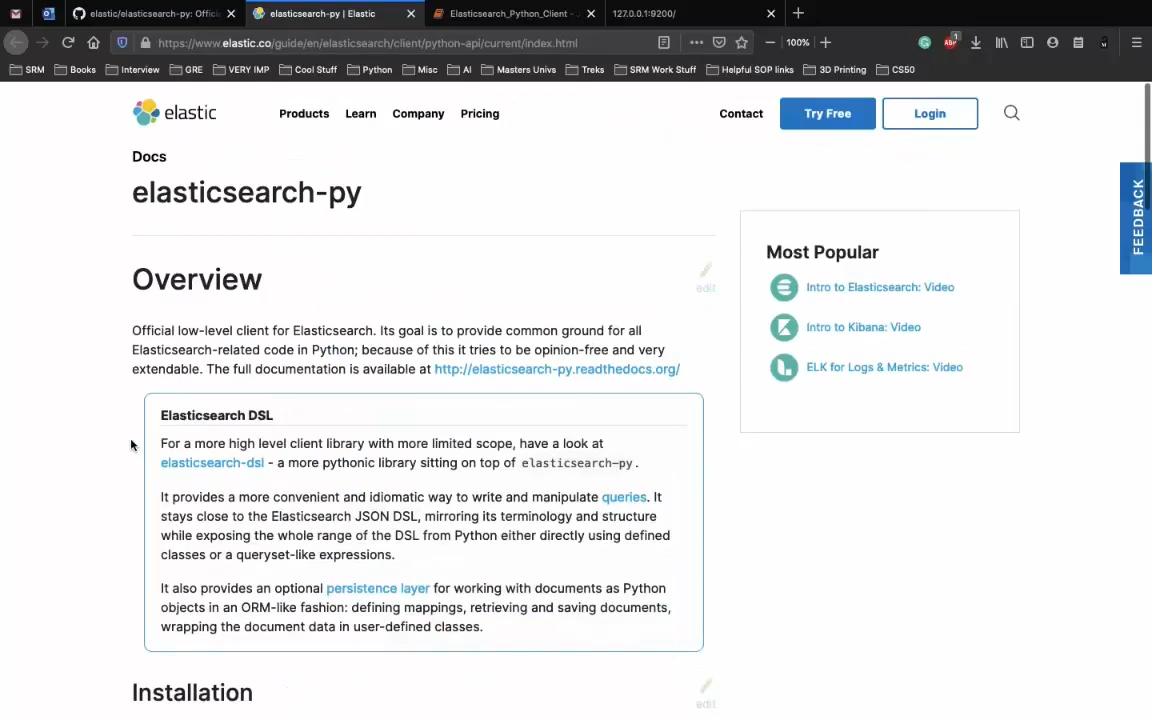 elastic/elasticsearch-py: Offici
elasticsearch-py | Elastic
Elasticsearch_Python_Client -
127.0.0.1:9200/
https://www.elastic.co/guide/en/elasticsearch/client/python-api/current/index.html
100%
1
SRM
Books
Interview
GRE
VERY IMP
Cool Stuff
Python
Misc
AI
Masters Univs
Treks
SRM Work Stuff
Helpful SOP links
3D Printing
CS50
elastic
Products
Learn
Company
Pricing
Contact
Try Free
Login
Docs
elasticsearch-py
FEEDBACK
Overview
edit
Official low-level client for Elasticsearch. Its goal is to provide common ground for all
Elasticsearch-related code in Python; because of this it tries to be opinion-free and very
extendable. The full documentation is available at http://elasticsearch-py.readthedocs.org/
Elasticsearch DSL
For a more high level client library with more limited scope, have a look at
elasticsearch-dsl - a more pythonic library sitting on top of elasticsearch-py.
It provides a more convenient and idiomatic way to write and manipulate queries. It
stays close to the Elasticsearch JSON DSL, mirroring its terminology and structure
while exposing the whole range of the DSL from Python either directly using defined
classes or a queryset-like expressions.
It also provides an optional persistence layer for working with documents as Python
objects in an ORM-like fashion: defining mappings, retrieving and saving documents,
wrapping the document data in user-defined classes.
Most Popular
Intro to Elasticsearch: Video
Intro to Kibana: Video
ELK for Logs & Metrics: Video
Installation
edit